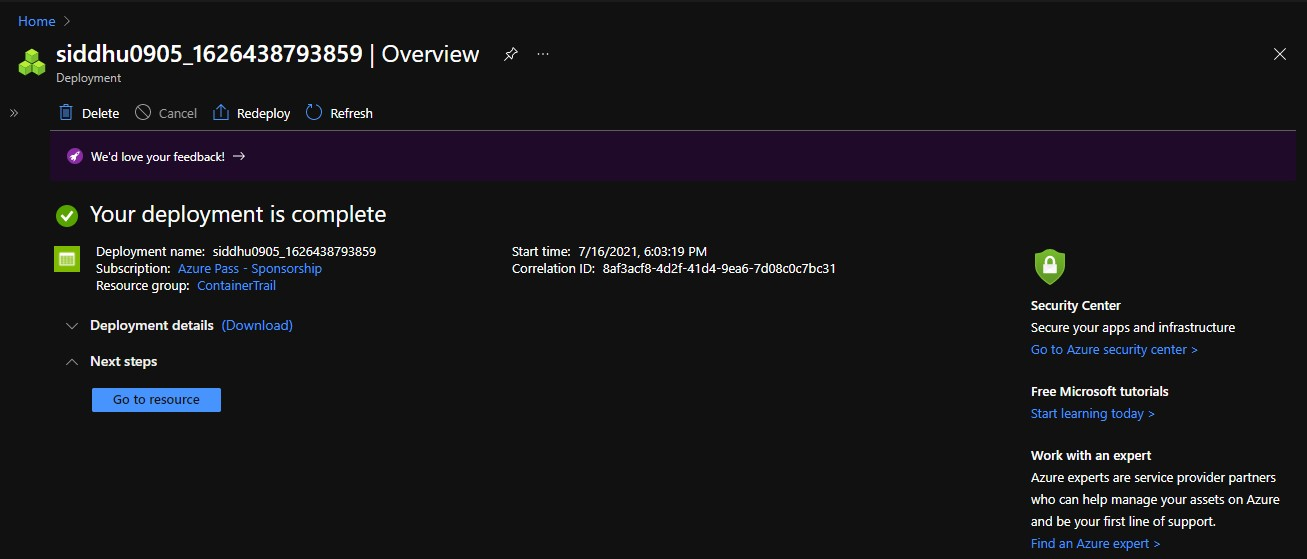 Home >
siddhu0905_1626438793859 | Overview ...
Deployment
» Delete Cancel Redeploy Refresh
We'd love your feedback! →
Your deployment is complete
Deployment name: siddhu0905_1626438793859
Subscription: Azure Pass - Sponsorship
Resource group: ContainerTrail
Start time: 7/16/2021, 6:03:19 PM
Correlation ID: 8af3acf8-4d2f-41d4-9ea6-7d08c0c7bc31
Deployment details (Download)
Next steps
Go to resource
Security Center
Secure your apps and infrastructure
Go to Azure security center >
Free Microsoft tutorials
Start learning today >
Work with an expert
Azure experts are service provider partners
who can help manage your assets on Azure
and be your first line of support.
Find an Azure expert >